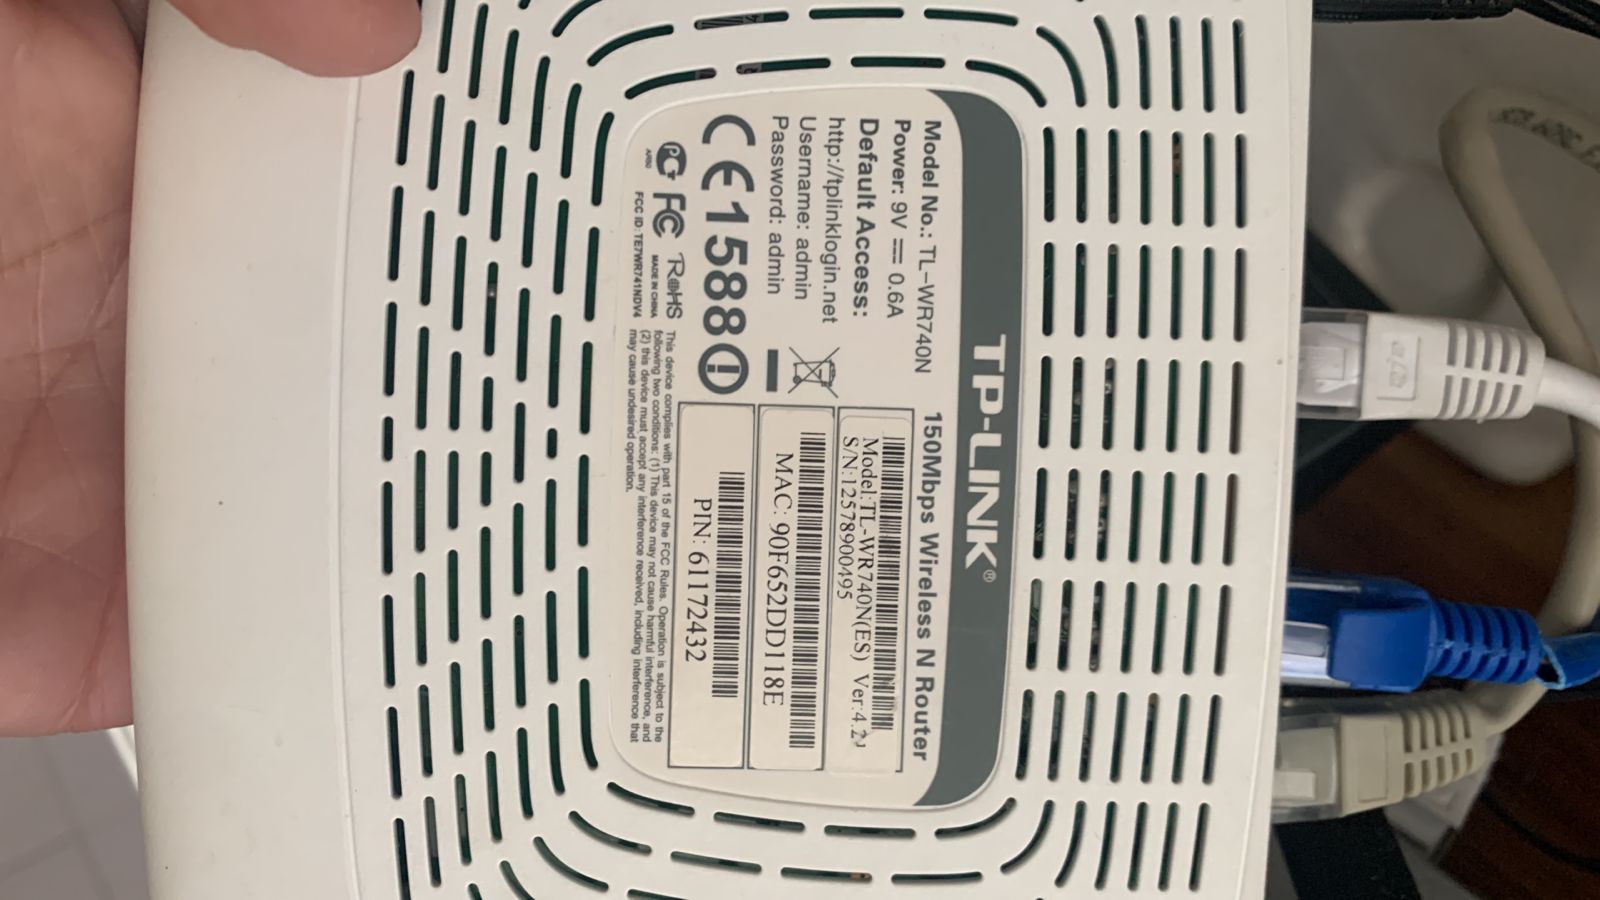 TP-LINK®
Model No.: TL-WR740N 150Mbps Wireless N Router
Power: 9V 0.6A
Default Access:
http://tplinklogin.net
Username: admin
Password: admin
Model:TL-WR740N(ES) Ver:4.21
S/N:12578900495
MAC: 90F652DD118E
PIN: 61172432
CE1588
PCT FC RoHS
MADE IN CHINA
FCC ID: TE7WR741NDV4
This device complies with part 15 of the FCC Rules. Operation is subject to the
following two conditions: (1) This device may not cause harmful interference, and
(2) this device must accept any interference received, including interference that
may cause undesired operation.